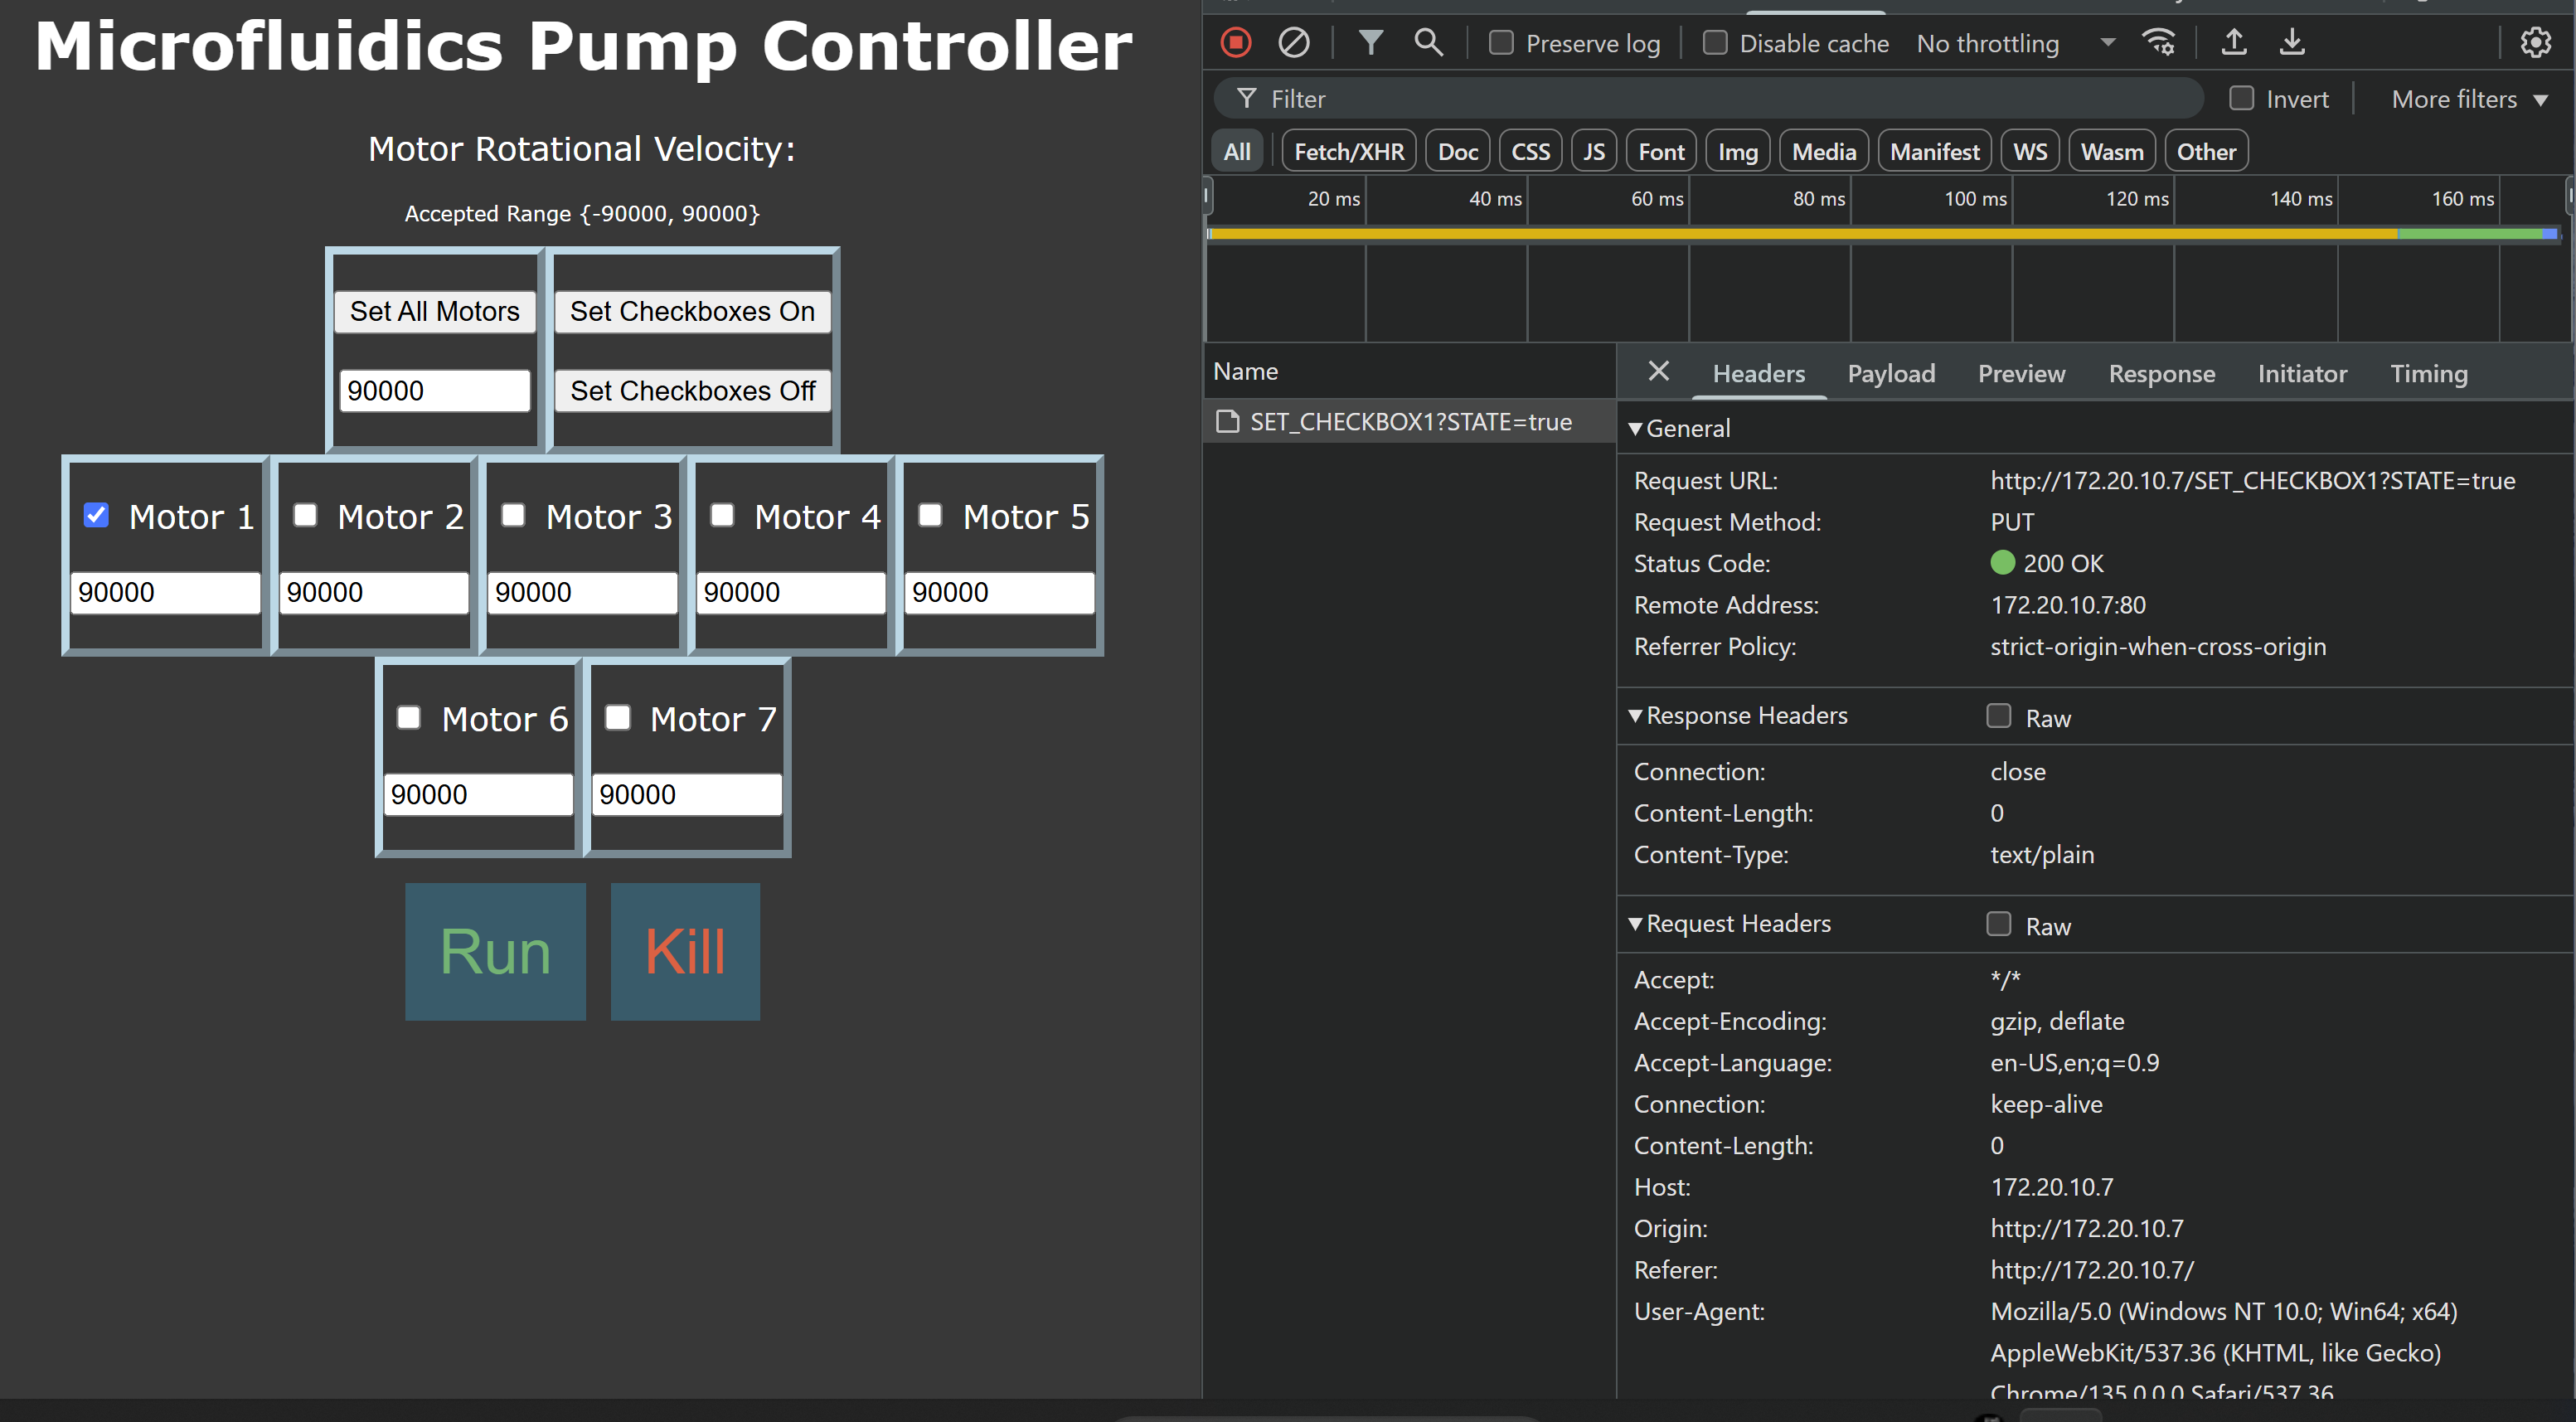 Microfluidics Pump Controller
Motor Rotational Velocity:
Accepted Range {-90000, 90000}
Set All Motors
Set Checkboxes On
90000
Set Checkboxes Off
Motor 1
Motor 2
Motor 3
Motor 4
Motor 5
90000
90000
90000
90000
90000
Motor 6
Motor 7
90000
90000
Run
Kill
Preserve log
Disable cache
No throttling
Filter
Invert
More filters
All
Fetch/XHR
Doc
CSS
JS
Font
Img
Media
Manifest
WS
Wasm
Other
20 ms
40 ms
60 ms
80 ms
100 ms
120 ms
140 ms
160 ms
Name
SET_CHECKBOX1?STATE=true
Headers
Payload
Preview
Response
Initiator
Timing
General
Request URL: http://172.20.10.7/SET_CHECKBOX1?STATE=true
Request Method: PUT
Status Code: 200 OK
Remote Address: 172.20.10.7:80
Referrer Policy: strict-origin-when-cross-origin
Response Headers
Raw
Connection: close
Content-Length: 0
Content-Type: text/plain
Request Headers
Raw
Accept: */*
Accept-Encoding: gzip, deflate
Accept-Language: en-US,en;q=0.9
Connection: keep-alive
Content-Length: 0
Host: 172.20.10.7
Origin: http://172.20.10.7
Referer: http://172.20.10.7/
User-Agent: Mozilla/5.0 (Windows NT 10.0; Win64; x64)
AppleWebKit/537.36 (KHTML, like Gecko)
Chrome/135.0.0.0 Safari/537.36